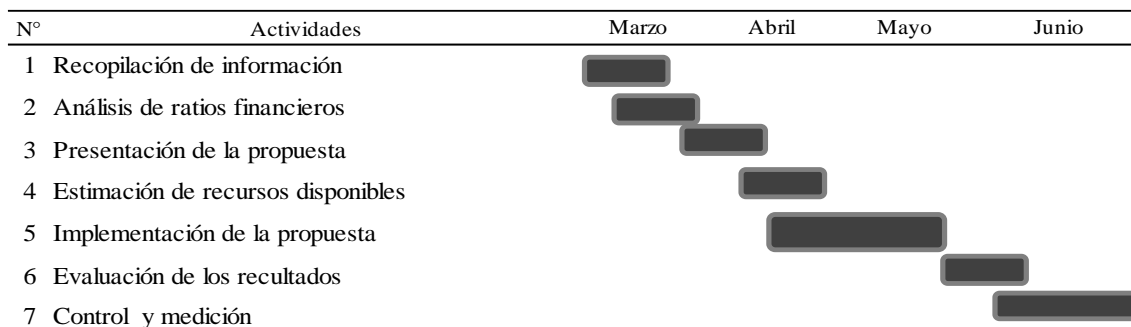 N° Actividades Marzo Abril Mayo Junio
1 Recopilación de información
2 Análisis de ratios financieros
3 Presentación de la propuesta
4 Estimación de recursos disponibles
5 Implementación de la propuesta
6 Evaluación de los recultados
7 Control y medición